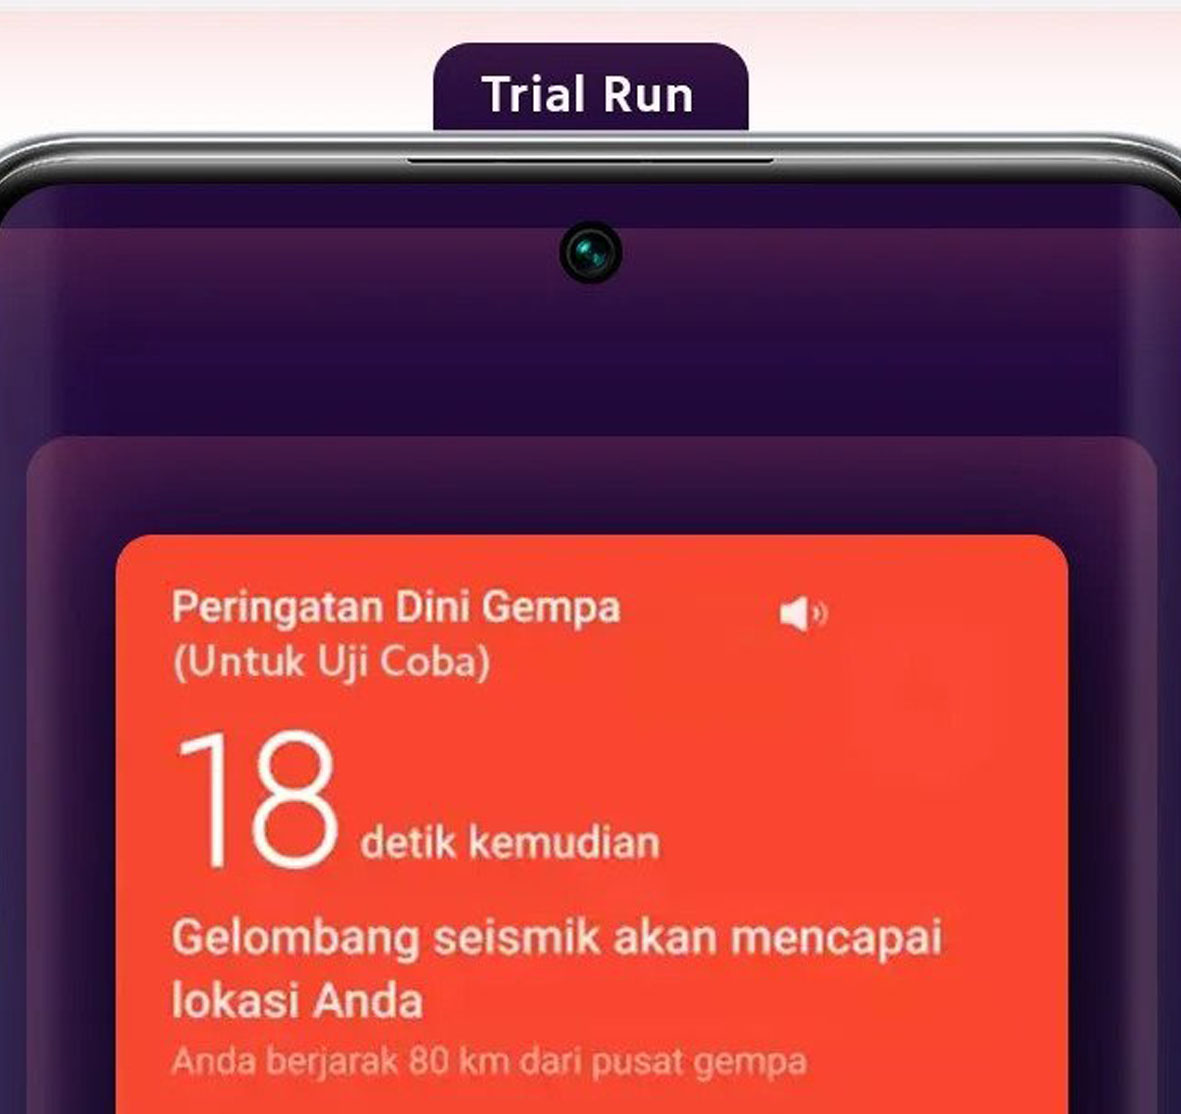 Trial Run
Peringatan Dini Gempa
(Untuk Uji Coba)
18 detik kemudian
Gelombang seismik akan mencapai
lokasi Anda
Anda berjarak 80 km dari pusat gempa